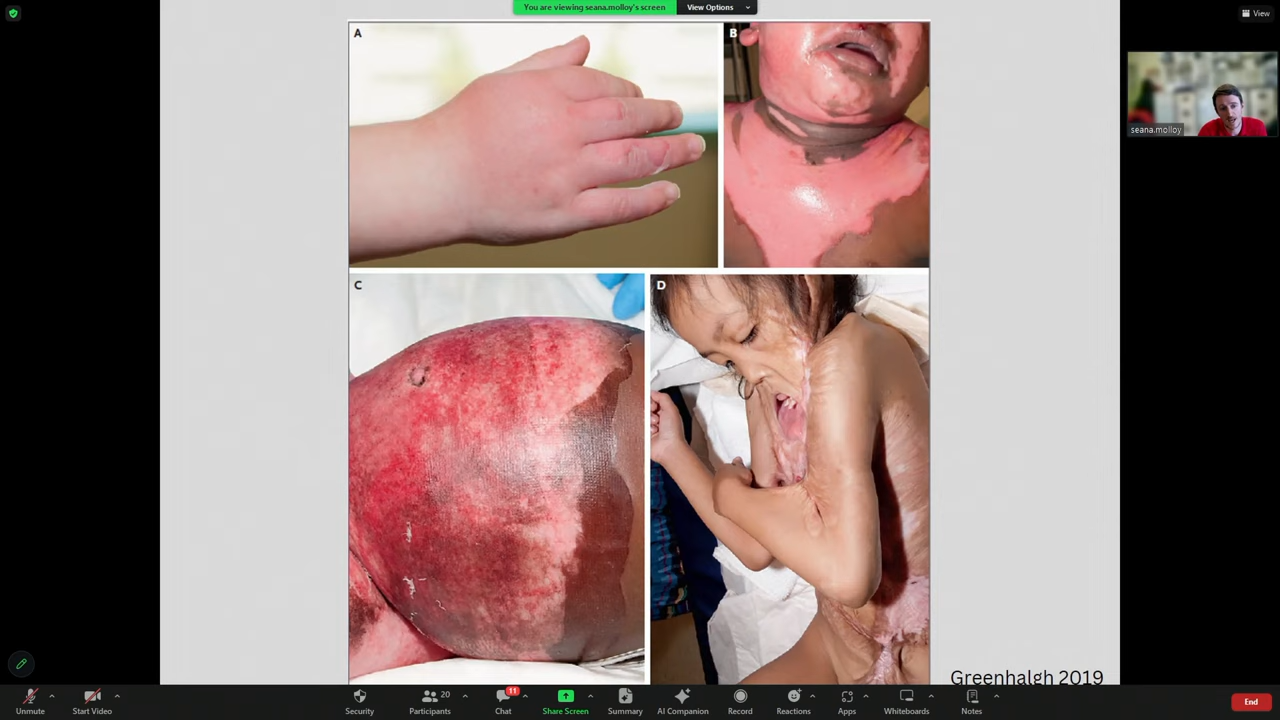 You are viewing seana.molloy's screen
View Options
View
A
B
C
D
seana.molloy
Greenhalgh 2019
Unmute
Start Video
Security
20
Participants
11
Chat
Share Screen
Summary
AI Companion
Record
Reactions
Apps
Whiteboards
Notes
End